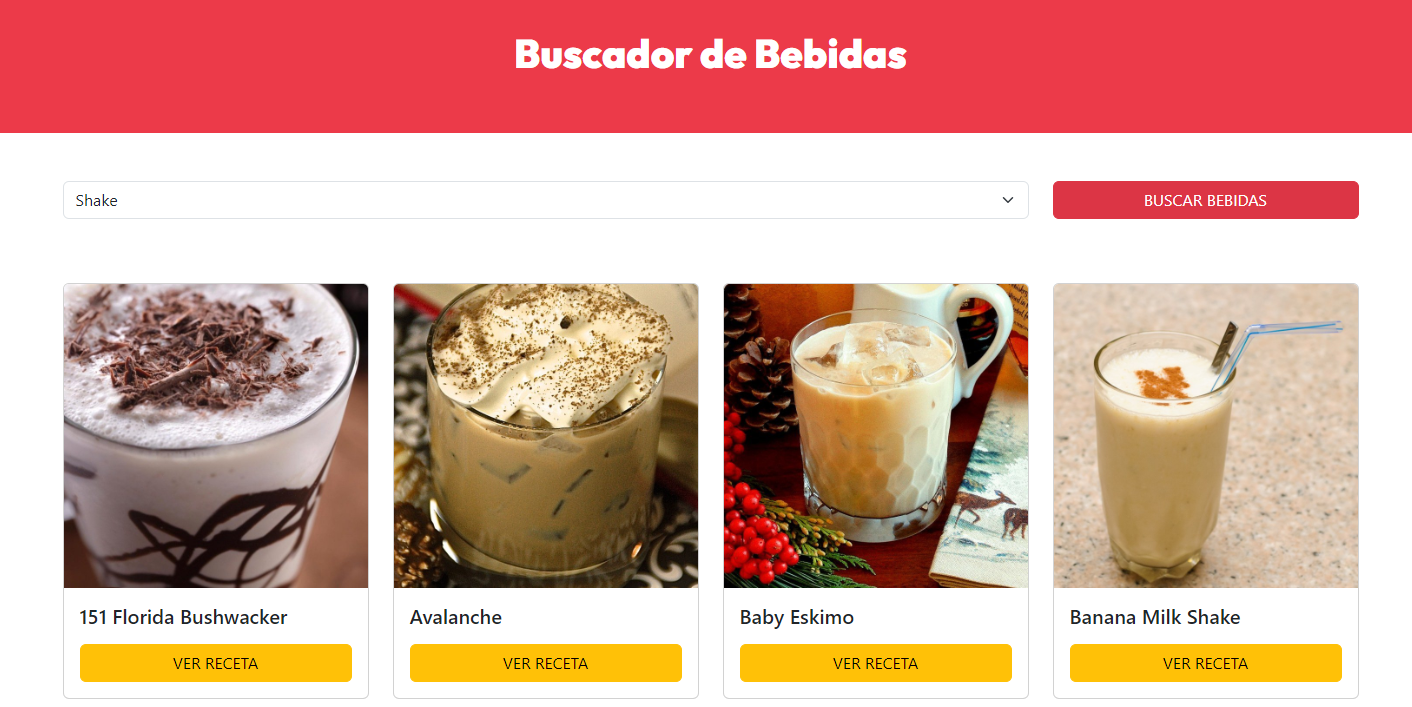 Buscador de Bebidas
Shake
BUSCAR BEBIDAS
151 Florida Bushwacker
Avalanche
Baby Eskimo
Banana Milk Shake
VER RECETA
VER RECETA
VER RECETA
VER RECETA